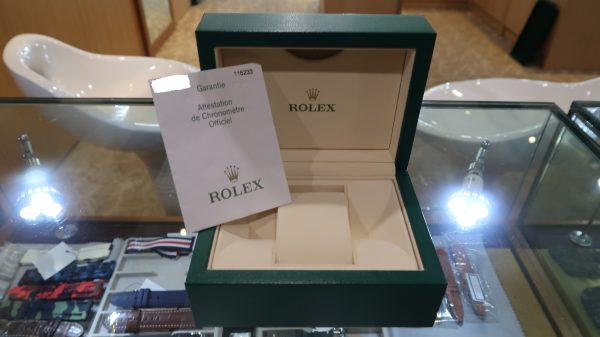 116233
Garantie
Attestation
de Chronomètre
Officiel
ROLEX
ROLEX